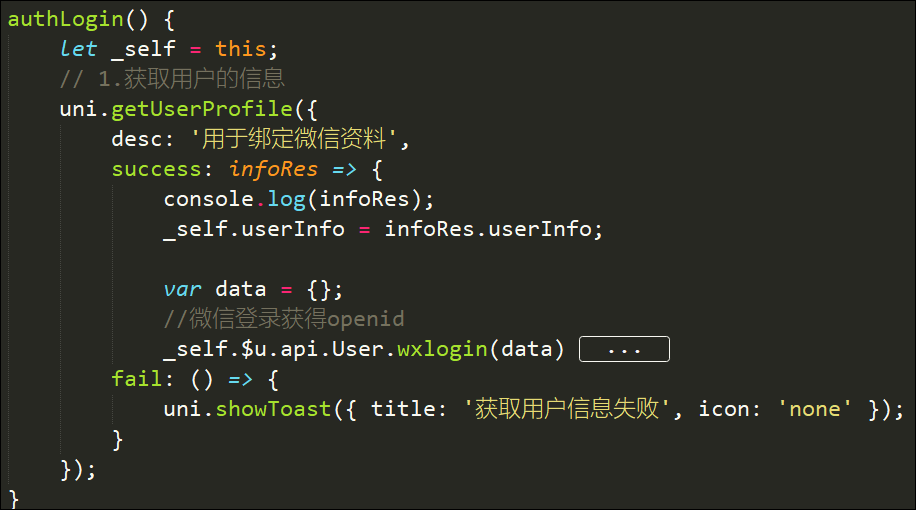 authLogin() {
let _self = this;
// 1.获取用户的信息
uni.getUserProfile({
desc: '用于绑定微信资料',
success: infoRes => {
console.log(infoRes);
_self.userInfo = infoRes.userInfo;
var data = {};
//微信登录获得openid
_self.$u.api.User.wxlogin(data) ...
fail: () => {
uni.showToast({ title: '获取用户信息失败', icon: 'none' });
}
});
}